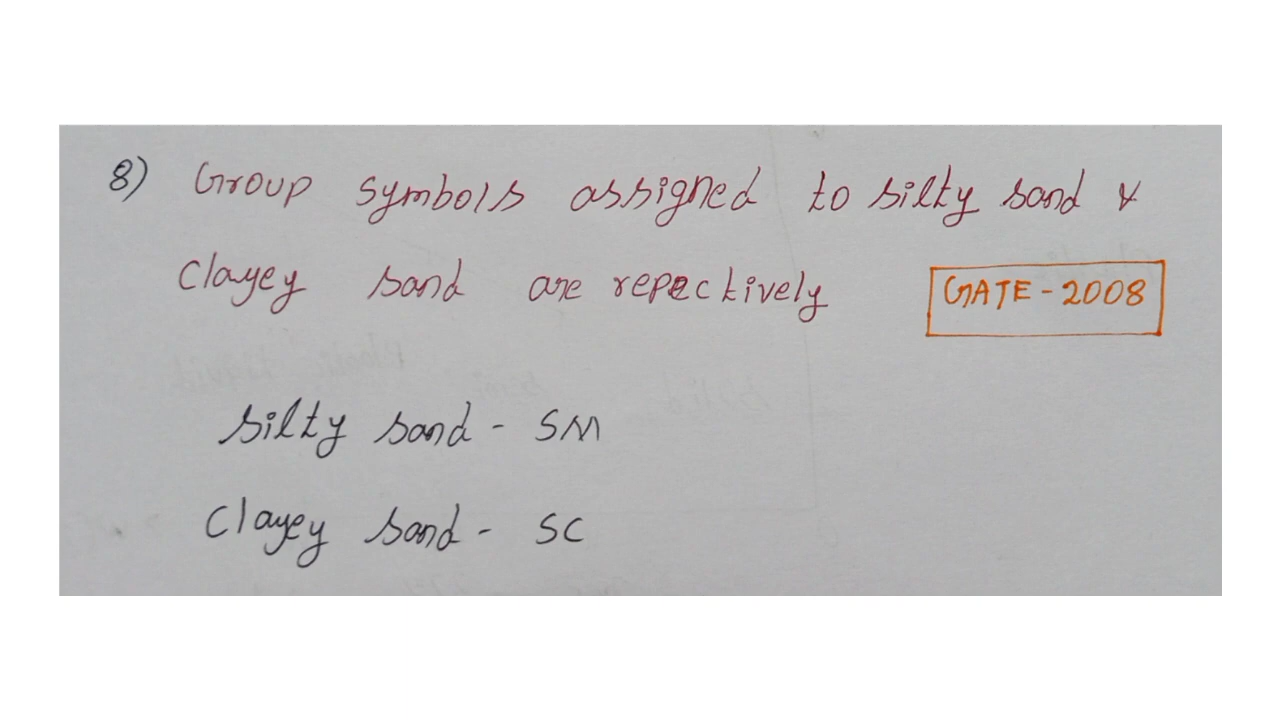 8) Group symbols assigned to silty sand &
Clayey sand are repectively
GATE-2008
silty sand - SM
Clayey sand - SC